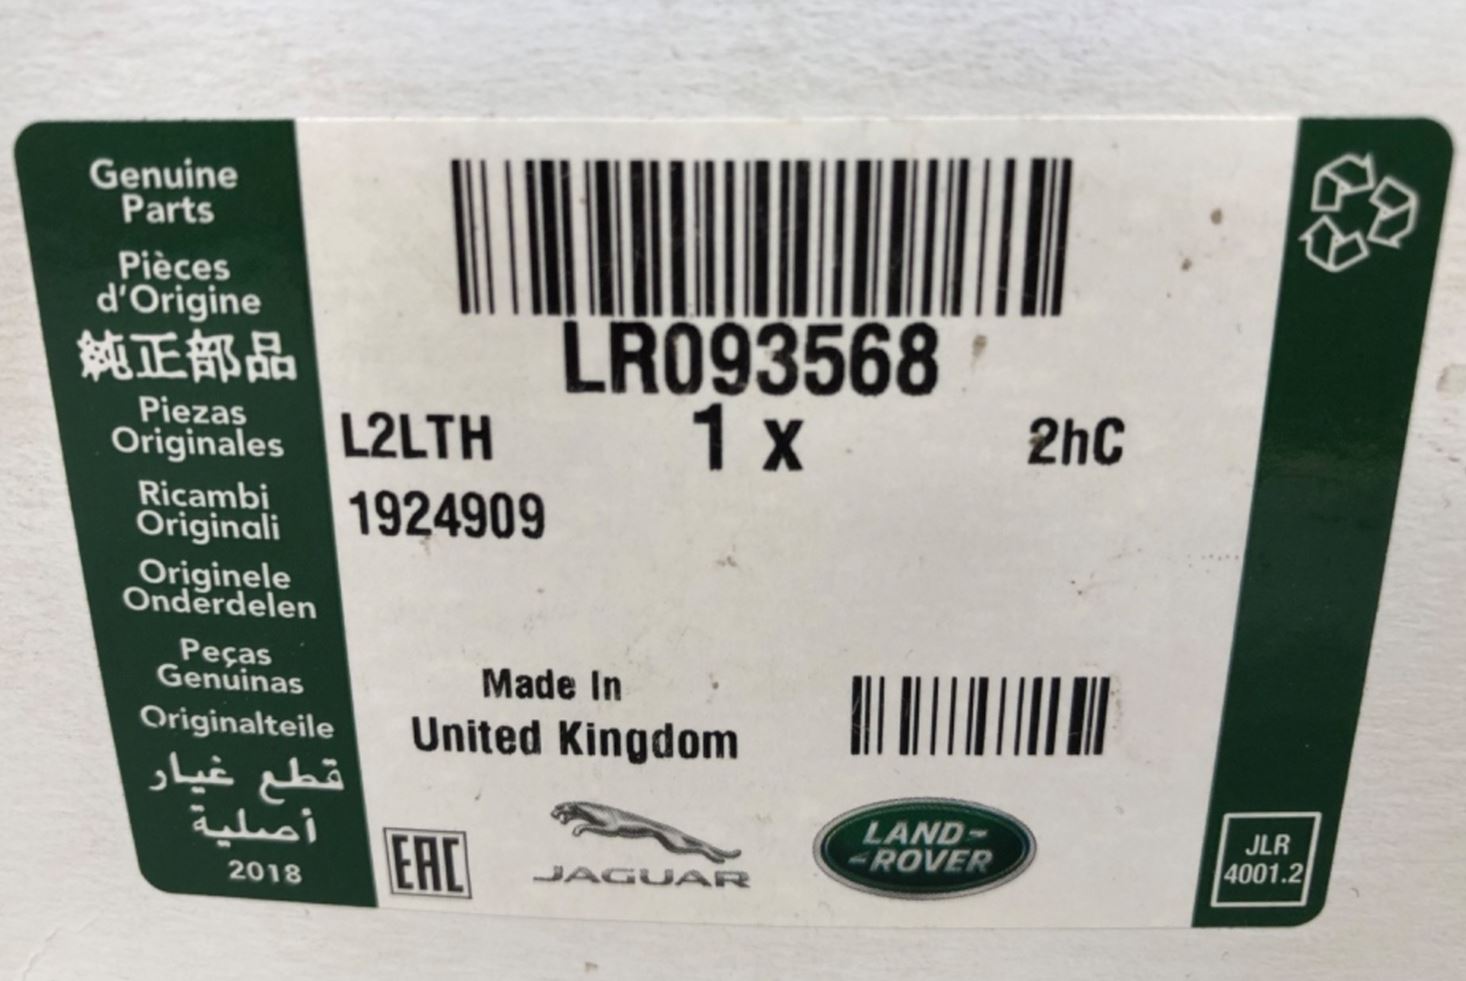 Genuine
Parts
Pièces
d'Origine
純正部品
Piezas
Originales
Ricambi
Originali
Originele
Onderdelen
Peças
Genuinas
Originalteile
قطع غيار
أصلية
2018
LR093568
L2LTH 1 x 2hC
1924909
Made In
United Kingdom
EAC
JAGUAR
LAND-
-ROVER
JLR
4001.2